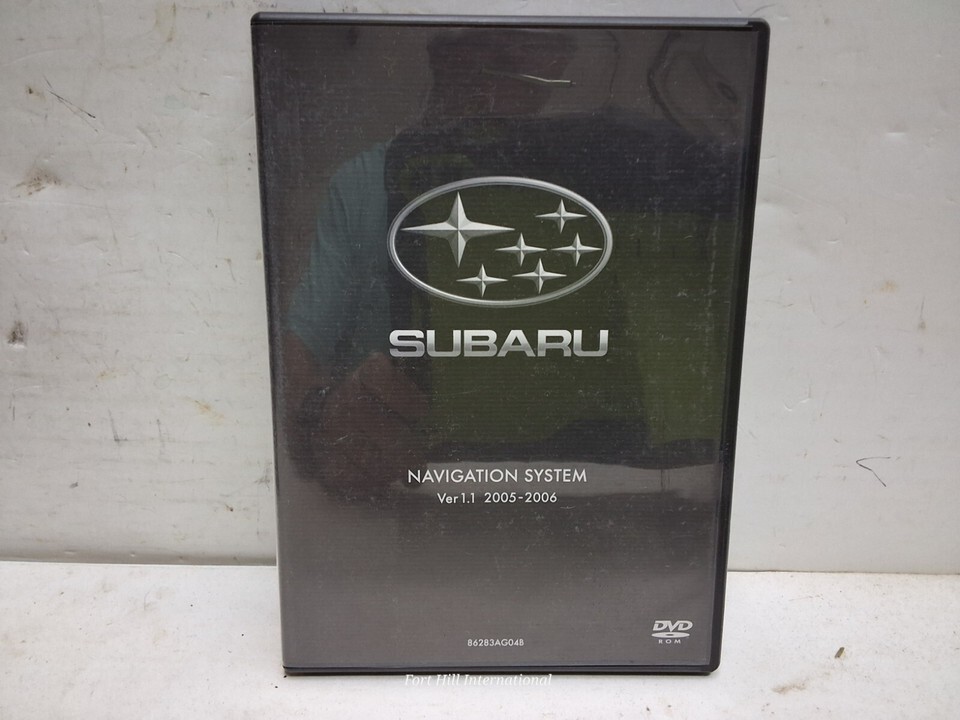 SUBARU
NAVIGATION SYSTEM
Ver 1.1 2005-2006
86283AG04B
DVD
ROM
Fort Hill International